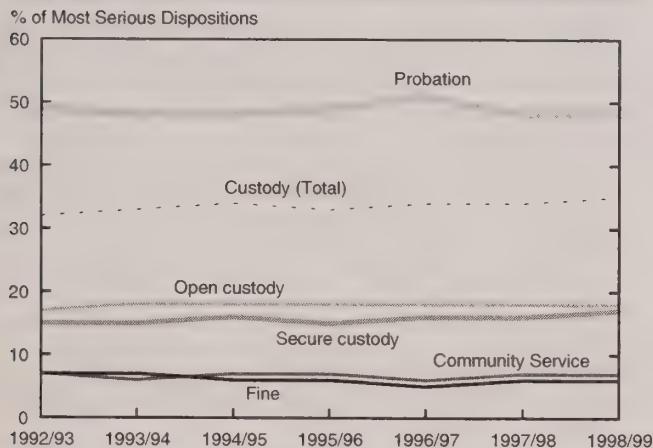 % of Most Serious Dispositions
60
50
40
30
20
10
0
Probation
Custody (Total)
Open custody
Secure custody
Community Service
Fine
1992/93 1993/94 1994/95 1995/96 1996/97 1997/98 1998/99